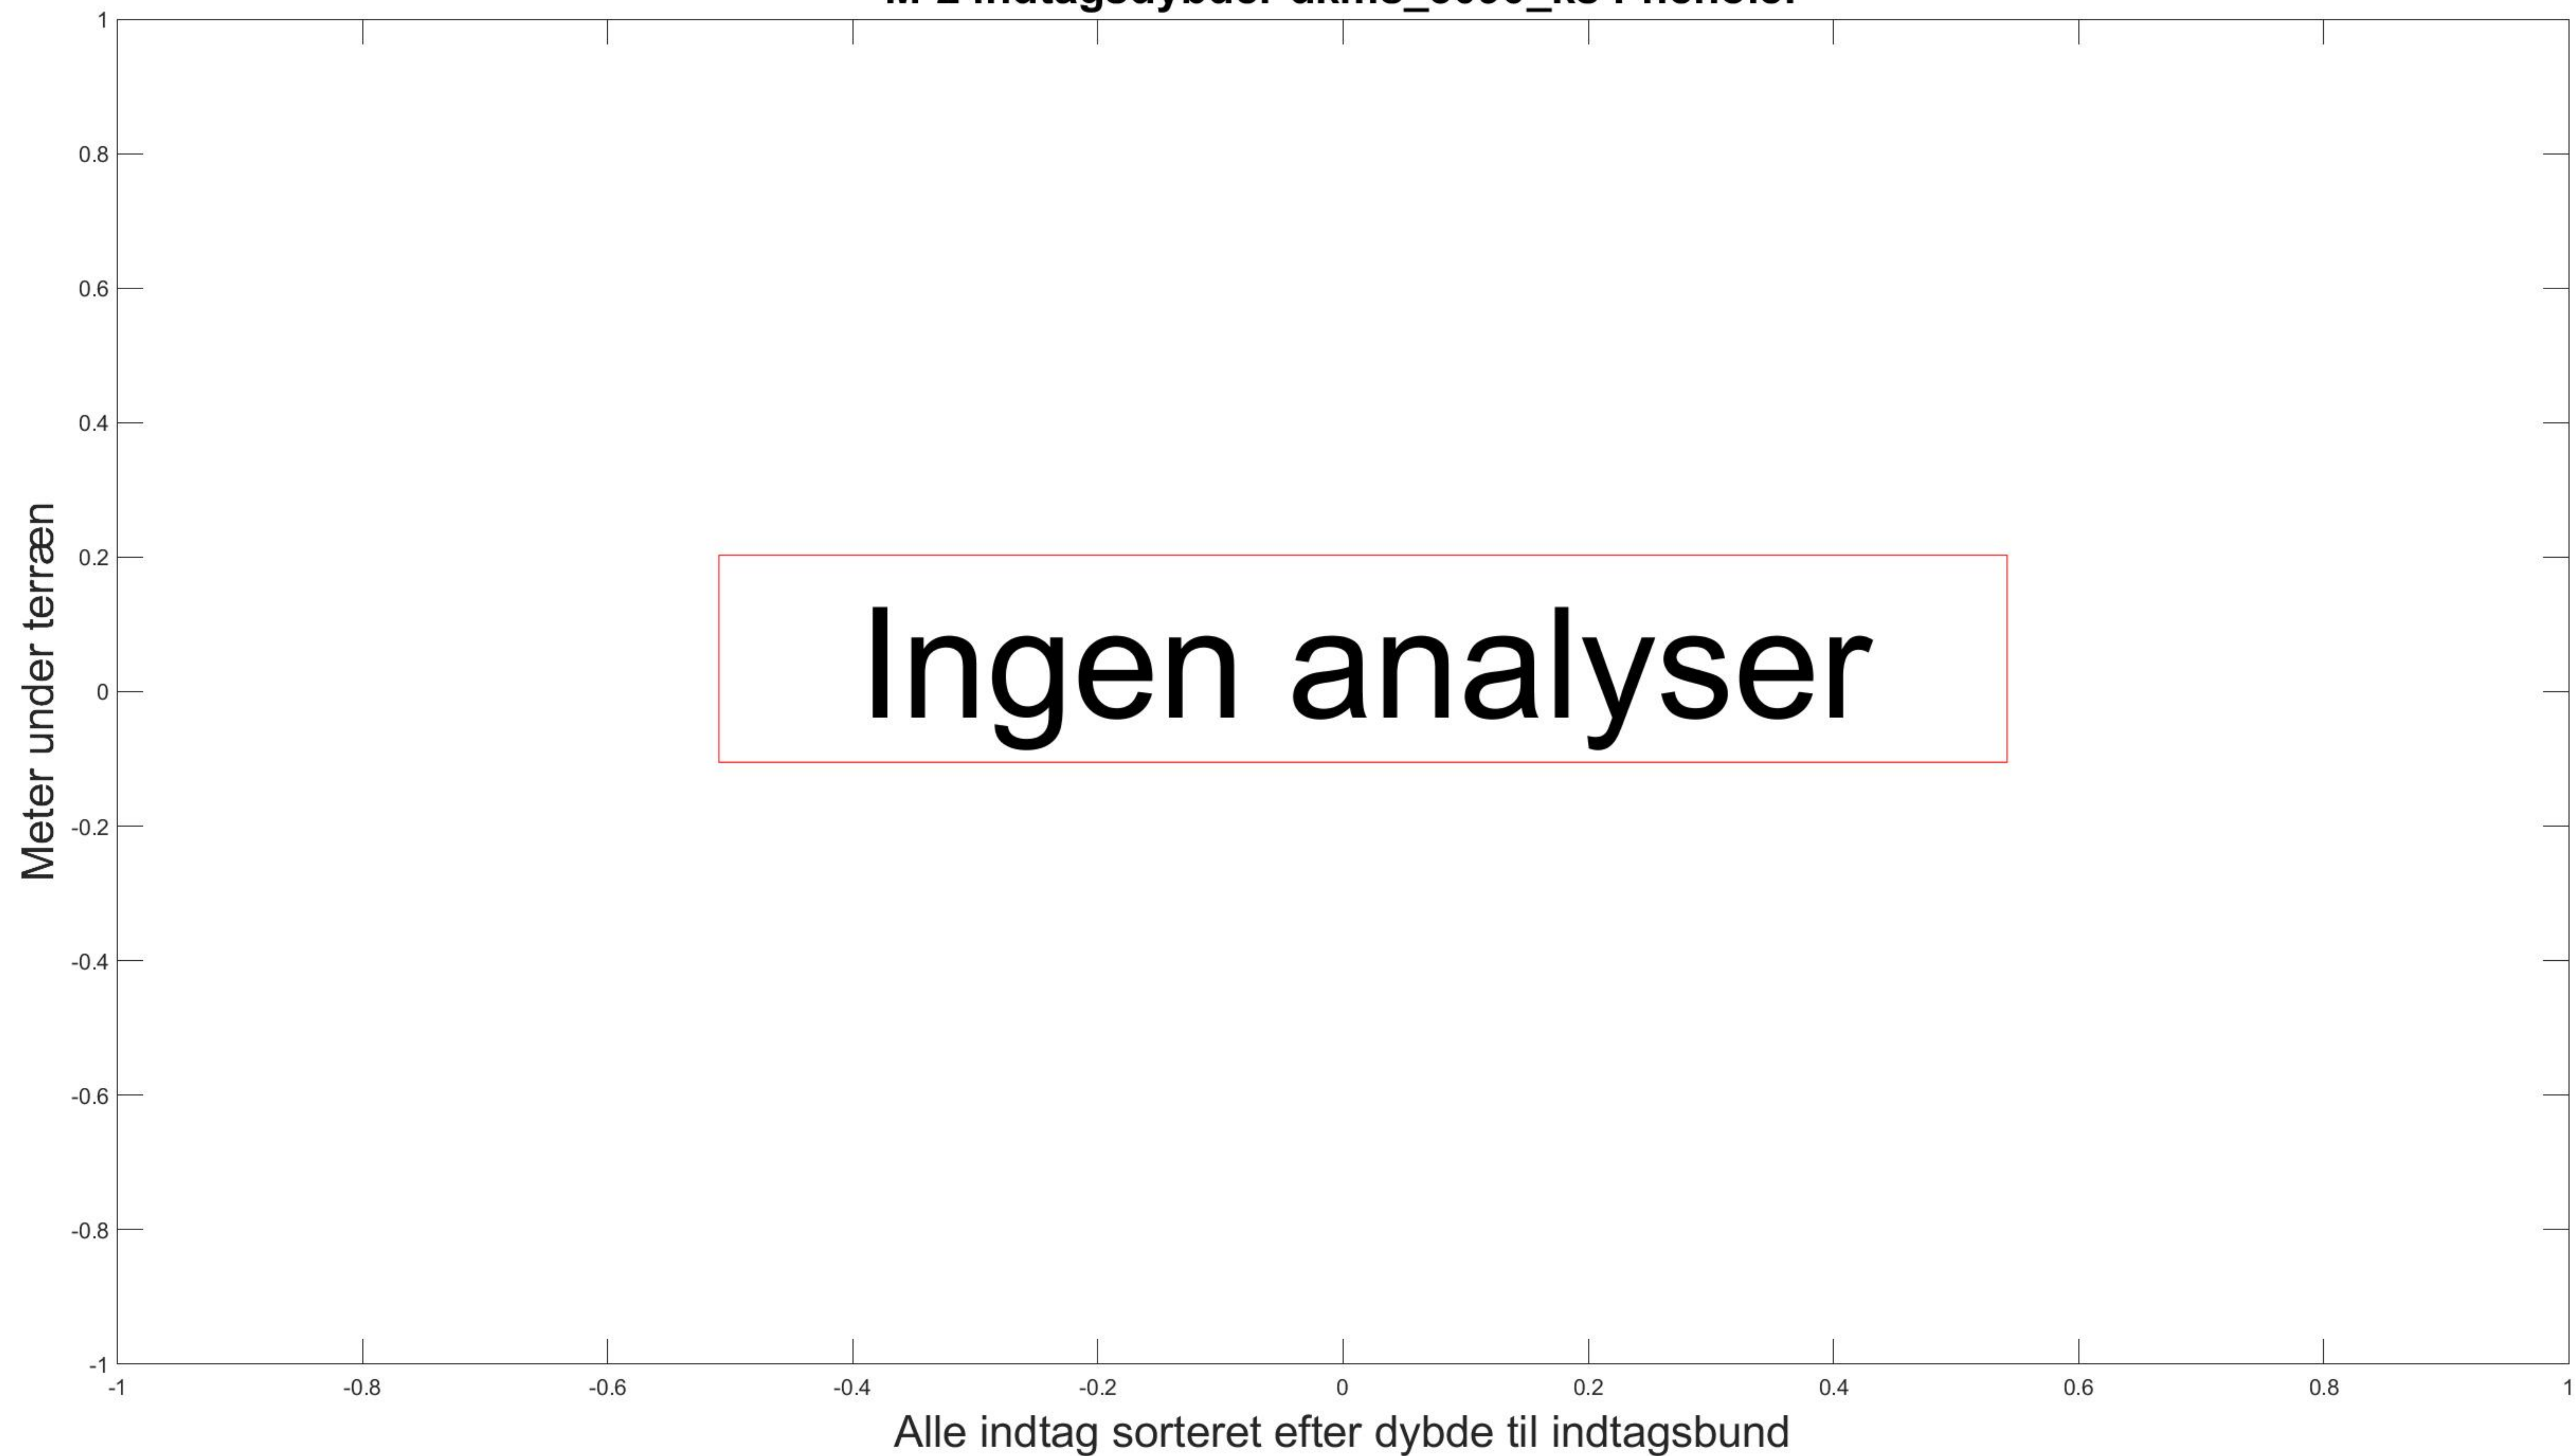 1
0.8
0.6
0.4
0.2
0
-0.2
-0.4
-0.6
-0.8
-1
Meter under terræn
Ingen analyser
-1 -0.8 -0.6 -0.4 -0.2 0 0.2 0.4 0.6 0.8 1
Alle indtag sorteret efter dybde til indtagsbund